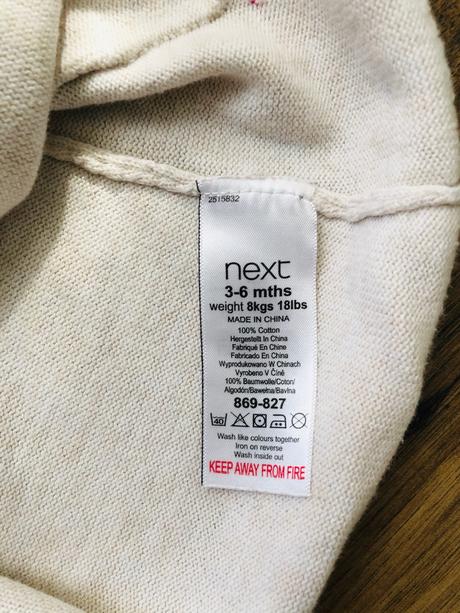 2515832
next
3-6 mths
weight 8kgs 18lbs
MADE IN CHINA
100% Cotton
Hergestellt In China
Fabriqué En Chine
Fabricado En China
Wyprodukowano W Chinach
Vyrobeno V Číně
100% Baumwolle/Coton/
Algodón/Bawełna/Bavlna
869-827
40
Wash like colours together
Iron on reverse
Wash inside out
KEEP AWAY FROM FIRE